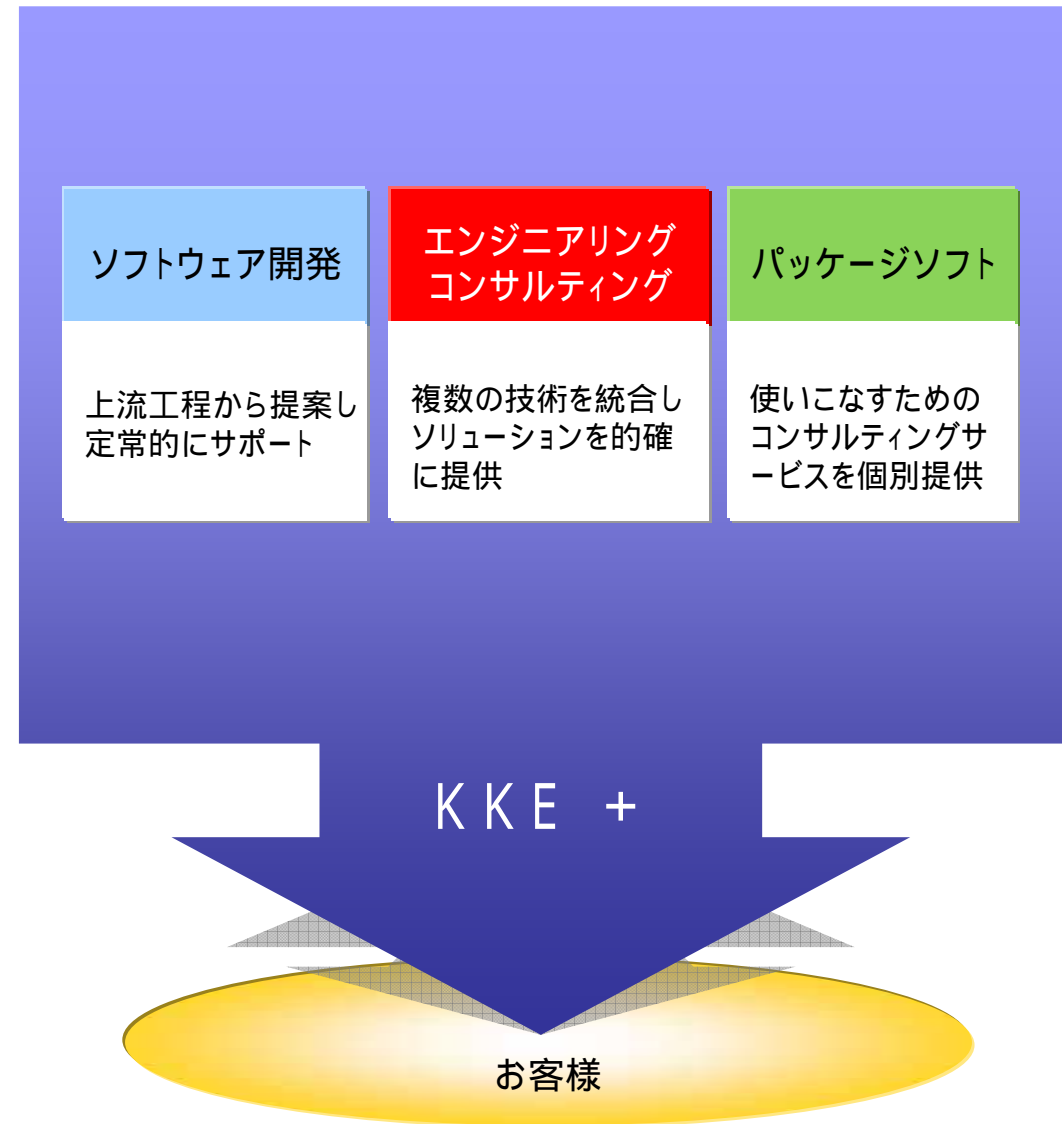 ソフトウェア開発
エンジニアリング
コンサルティング
パッケージソフト
上流工程から提案し
定常的にサポート
複数の技術を統合し
ソリューションを的確
に提供
使いこなすための
コンサルティングサ
ービスを個別提供
KKE +
お客様